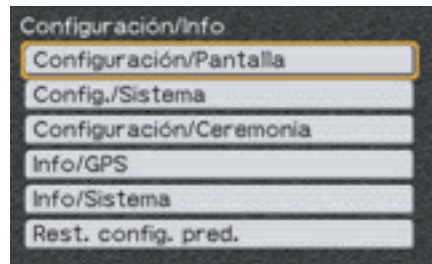 Configuración/Info
Configuración/Pantalla
Config./Sistema
Configuración/Ceremonia
Info/GPS
Info/Sistema
Rest. config. pred.